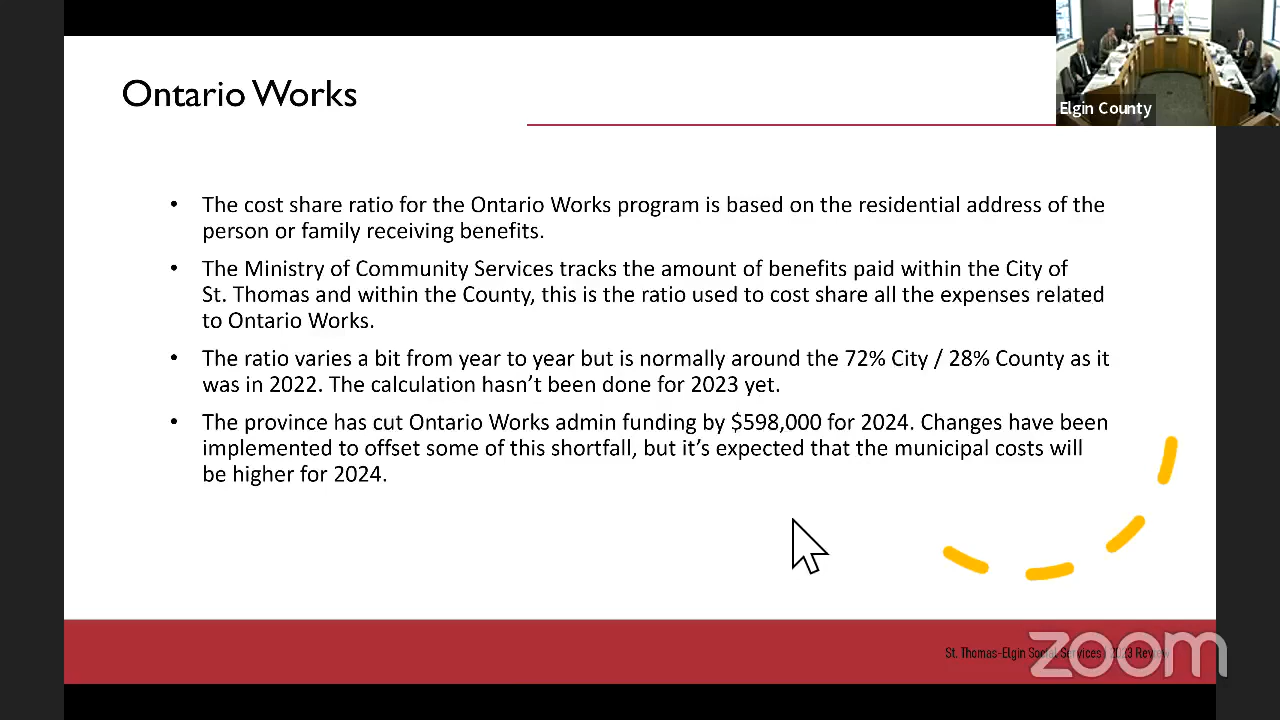 Ontario Works
Elgin County
• The cost share ratio for the Ontario Works program is based on the residential address of the
person or family receiving benefits.
• The Ministry of Community Services tracks the amount of benefits paid within the City of
St. Thomas and within the County, this is the ratio used to cost share all the expenses related
to Ontario Works.
• The ratio varies a bit from year to year but is normally around the 72% City / 28% County as it
was in 2022. The calculation hasn’t been done for 2023 yet.
• The province has cut Ontario Works admin funding by $598,000 for 2024. Changes have been
implemented to offset some of this shortfall, but it’s expected that the municipal costs will
be higher for 2024.
St. Thomas-Elgin Social Services 2023 Review
zoom